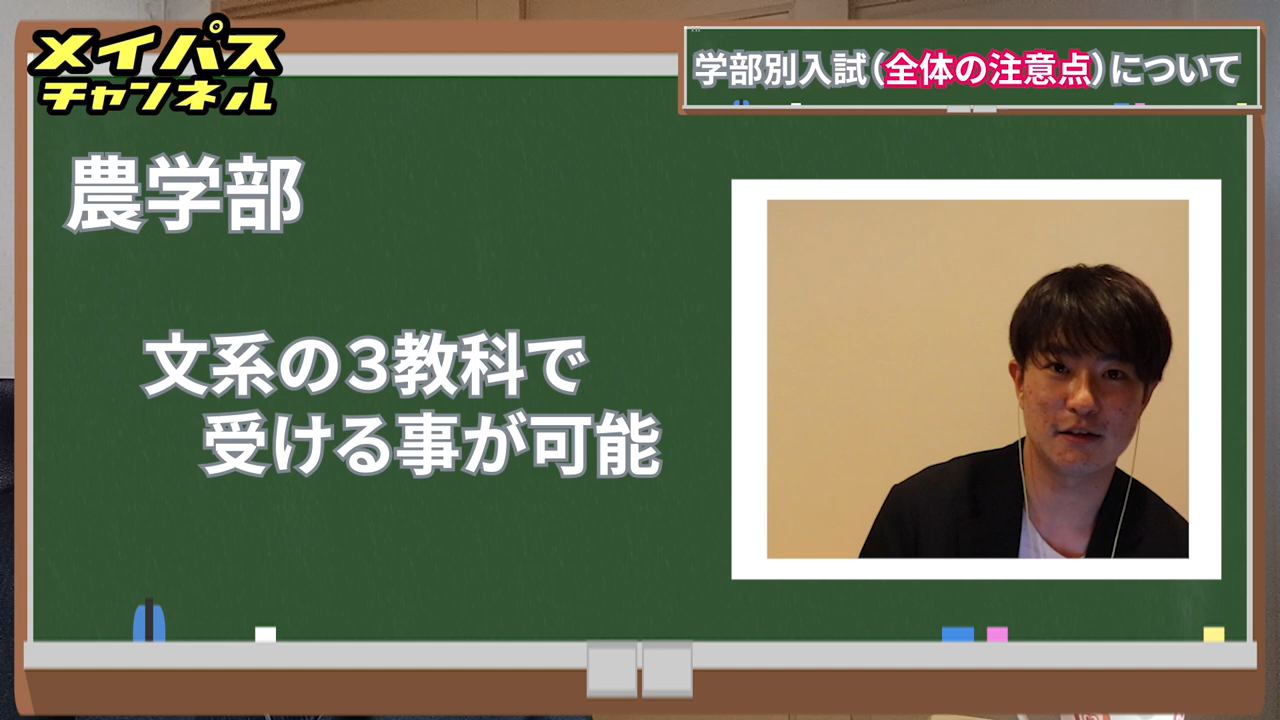 メイパス
チャンネル
学部別入試(全体の注意点)について
農学部
文系の3教科で
受ける事が可能